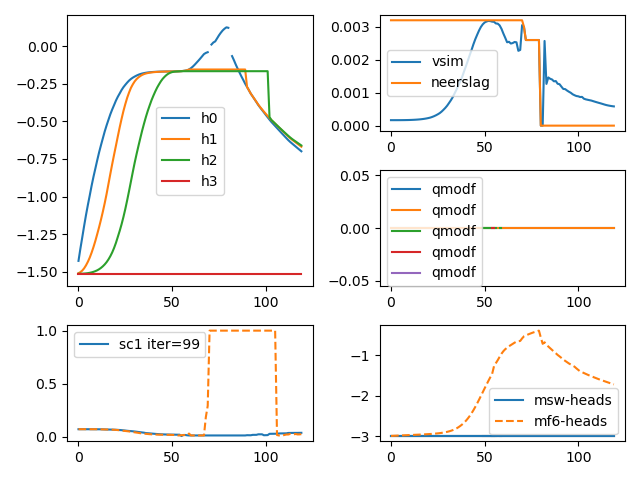 0.00
−0.25
−0.50
−0.75
−1.00
−1.25
−1.50
0
50
100
h0
h1
h2
h3
0.003
0.002
0.001
0.000
0
50
100
vsim
neerslag
0.05
0.00
−0.05
0
50
100
qmodf
qmodf
qmodf
qmodf
qmodf
1.0
0.5
0.0
0
50
100
sc1 iter=99
−1
−2
−3
0
50
100
msw-heads
mf6-heads